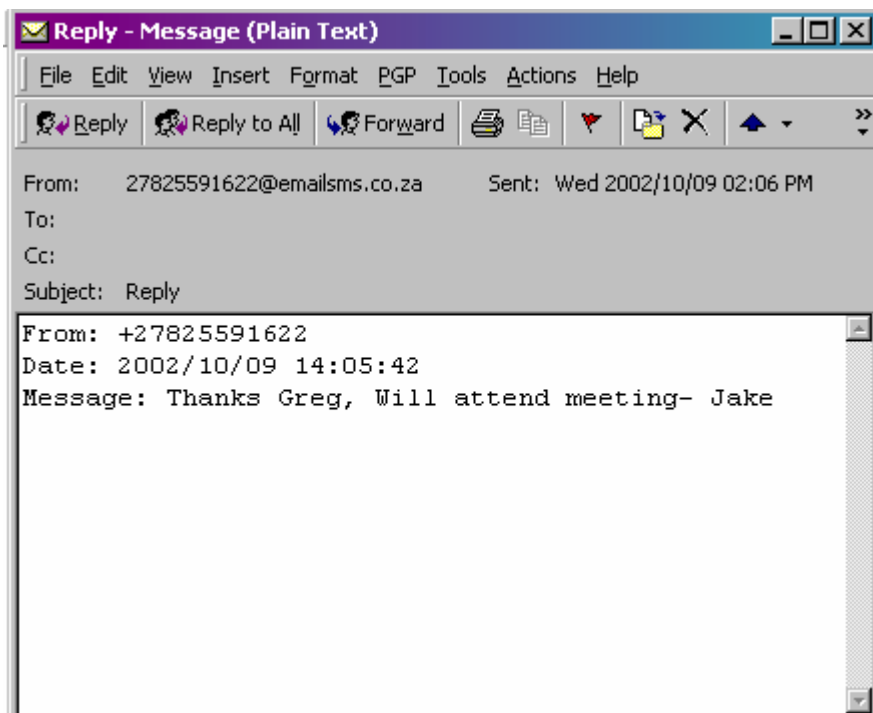 Reply - Message (Plain Text)
File Edit View Insert Format PGP Tools Actions Help
Reply Reply to All Forward
From: 27825591622@emailsms.co.za Sent: Wed 2002/10/09 02:06 PM
To:
Cc:
Subject: Reply
From: +27825591622
Date: 2002/10/09 14:05:42
Message: Thanks Greg, Will attend meeting- Jake